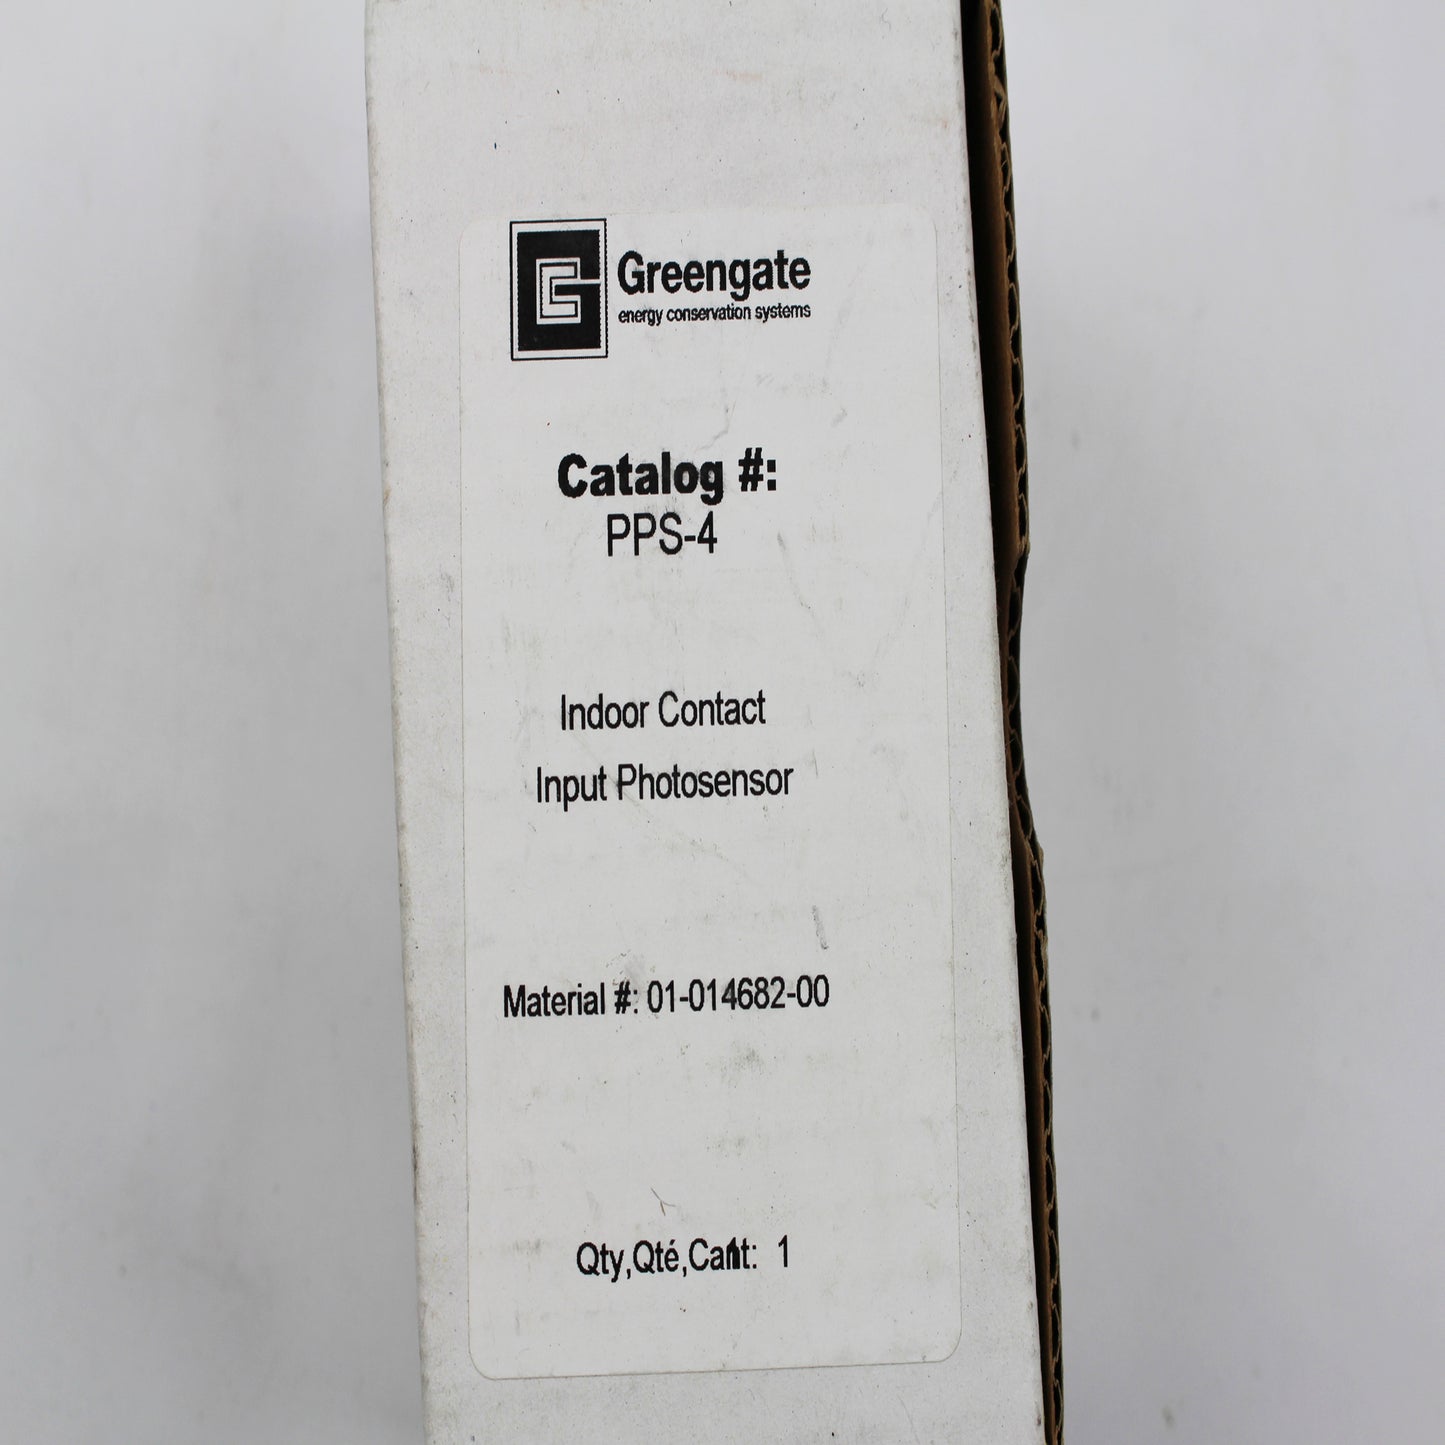 Greengate
energy conservation systems
Catalog #:
PPS-4
Indoor Contact
Input Photosensor
Material #: 01-014682-00
Qty,Qté,Cant: 1